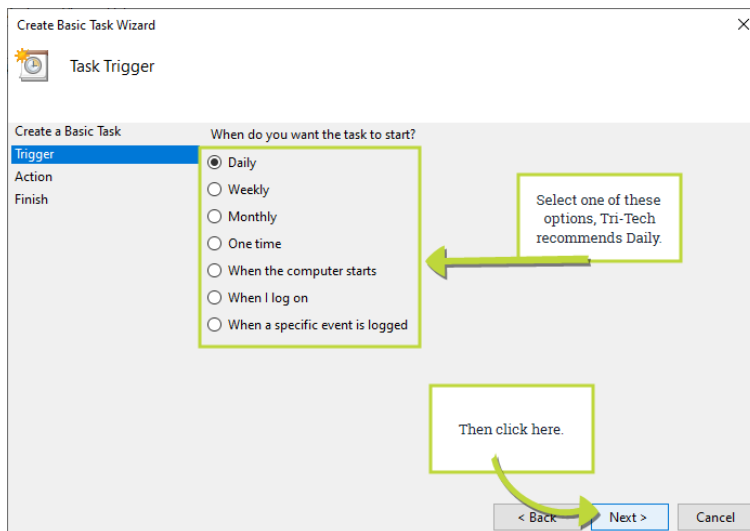 Create Basic Task Wizard
Task Trigger
Create a Basic Task
Trigger
Action
Finish
When do you want the task to start?
Daily
Weekly
Monthly
One time
When the computer starts
When I log on
When a specific event is logged
Select one of these
options, Tri-Tech
recommends Daily.
Then click here.
< Back
Next >
Cancel